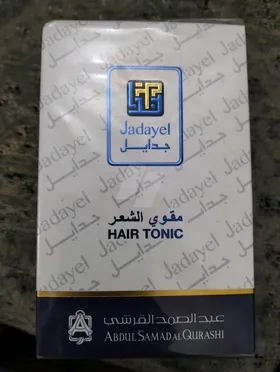 Jadayel
جدايل
مقوي الشعر
HAIR TONIC
عبد الصمد القرشي
ABDUL SAMAD AL QURASHI